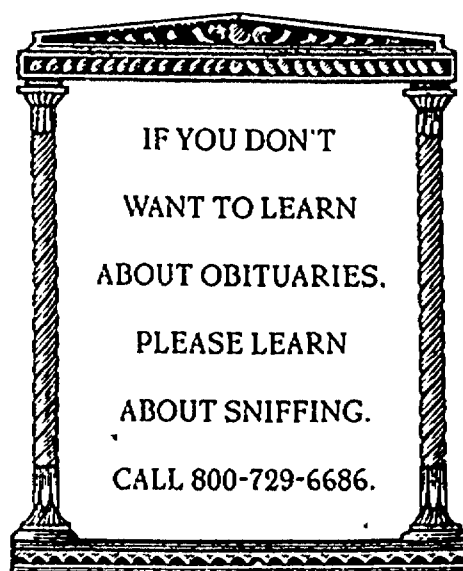 IF YOU DON'T
WANT TO LEARN
ABOUT OBITUARIES.
PLEASE LEARN
ABOUT SNIFFING.
CALL 800-729-6686.